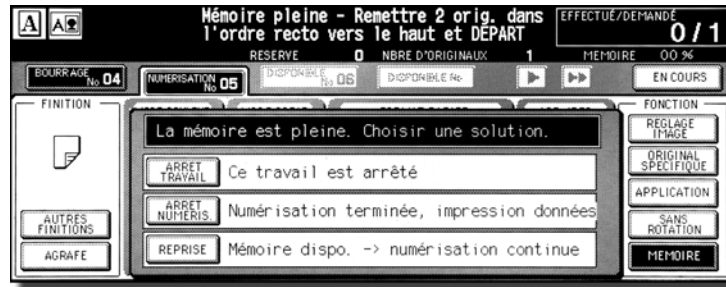 A A
Mémoire pleine - Remettre 2 orig. dans
l'ordre recto vers le haut et DÉPART
EFFECTUÉ/DEMANDÉ
0 / 1
RESERVE 0 NBRE D'ORIGINAUX 1 MEMOIRE 00 %
BOURRAGE No 04
NUMERISATION No 05
DISPONIBLE No 06
DISPONIBLE No
EN COURS
FINITION
FONCTION
La mémoire est pleine. Choisir une solution.
ARRET TRAVAIL
Ce travail est arrêté
ARRET NUMERIS.
Numérisation terminée, impression données
REPRISE
Mémoire dispo. -> numérisation continue
AUTRES FINITIONS
AGRAFE
REGLAGE IMAGE
ORIGINAL SPECIFIQUE
APPLICATION
SANS ROTATION
MEMOIRE